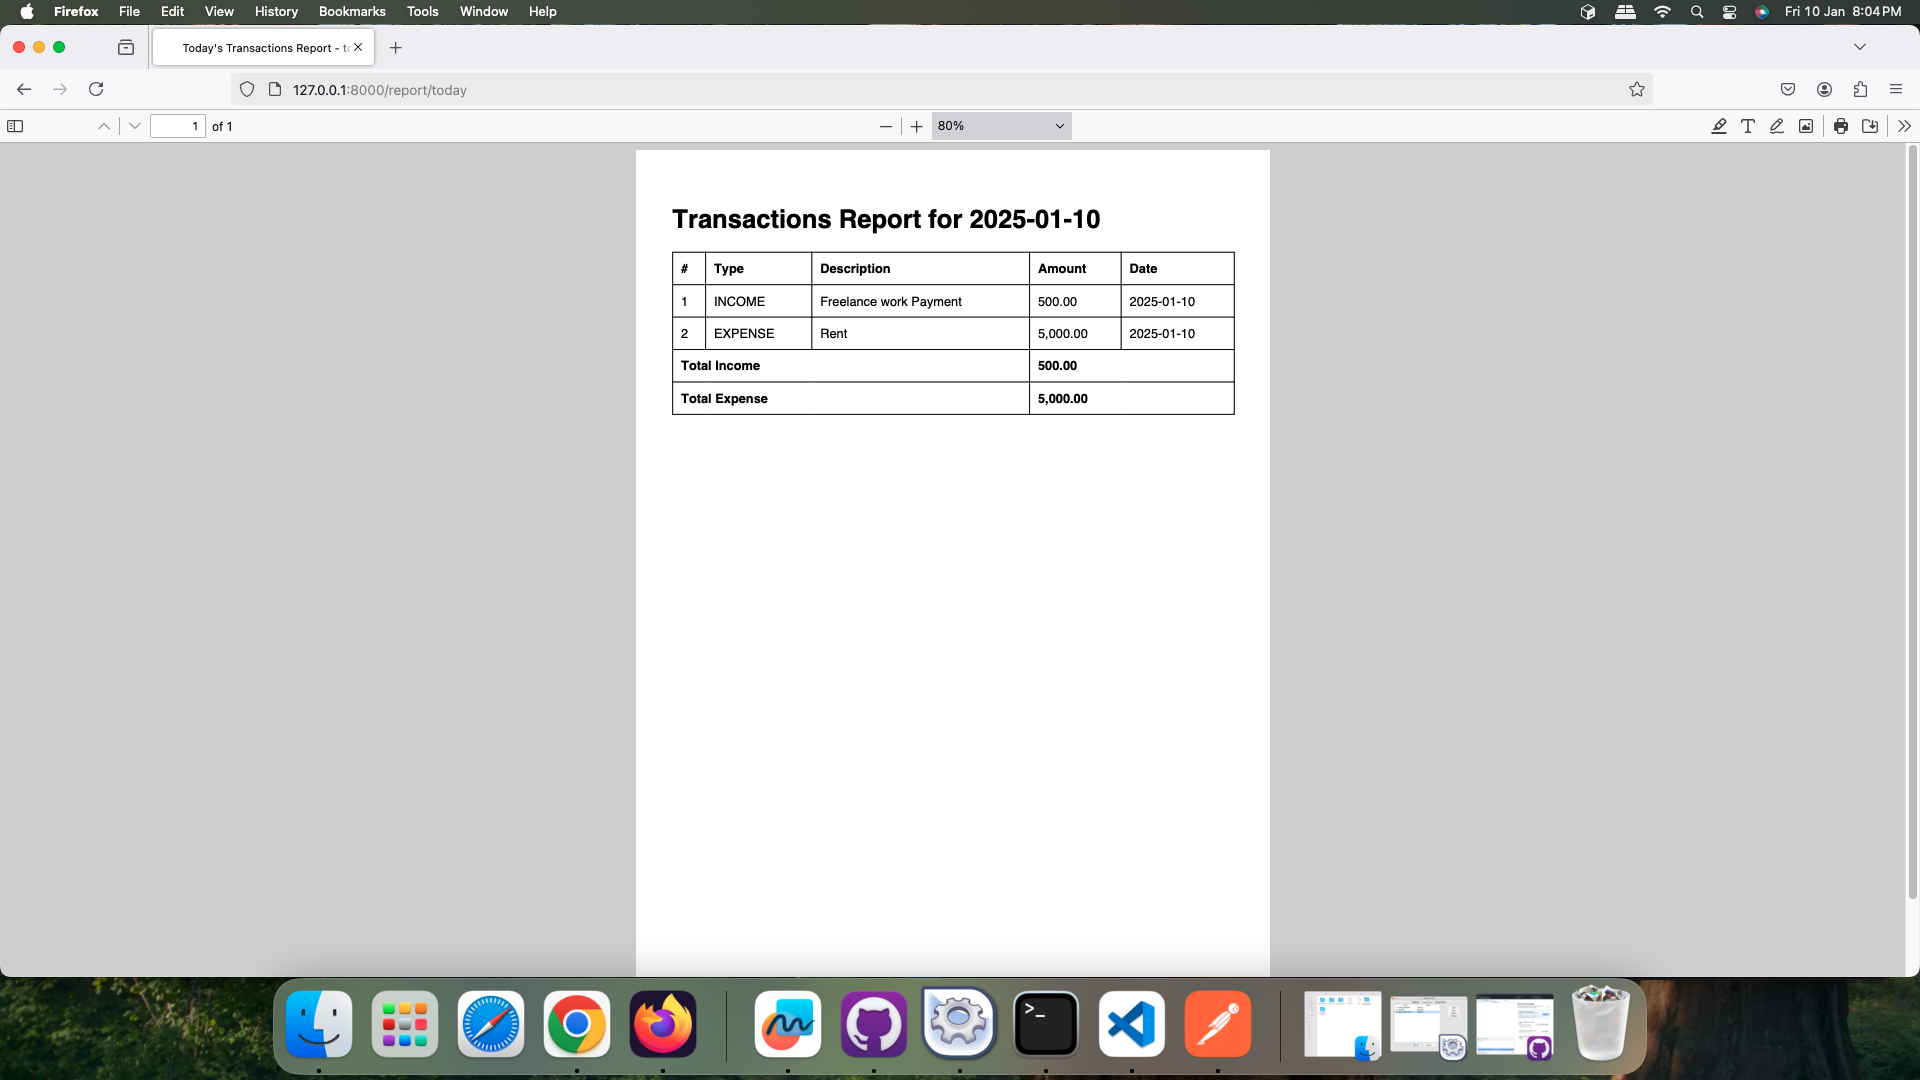 Firefox File Edit View History Bookmarks Tools Window Help Fri 10 Jan 8:04 PM
Today's Transactions Report - to
127.0.0.1:8000/report/today
1 of 1 80%
Transactions Report for 2025-01-10
# Type Description Amount Date
1 INCOME Freelance work Payment 500.00 2025-01-10
2 EXPENSE Rent 5,000.00 2025-01-10
Total Income 500.00
Total Expense 5,000.00